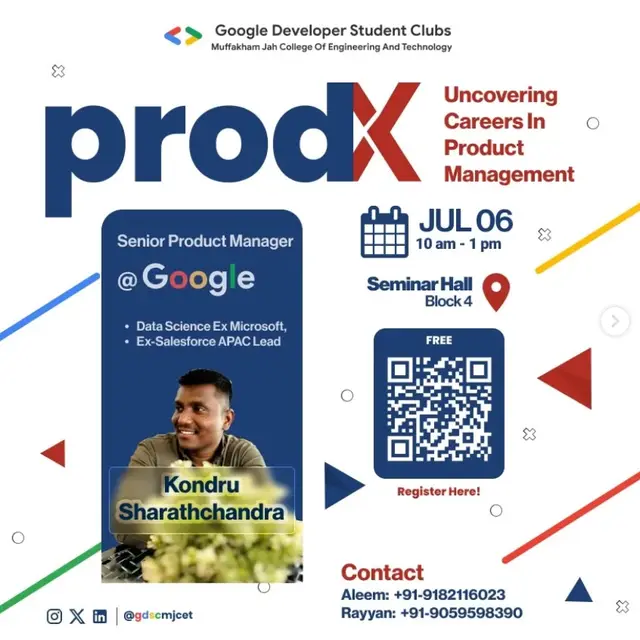 Google Developer Student Clubs
Muffakham Jah College Of Engineering And Technology
prodX
Uncovering
Careers In
Product
Management
Senior Product Manager
@ Google
• Data Science Ex Microsoft,
• Ex-Salesforce APAC Lead
Kondru
Sharathchandra
JUL 06
10 am - 1 pm
Seminar Hall
Block 4
FREE
Register Here!
Contact
Aleem: +91-9182116023
Rayyan: +91-9059598390
@gdscmjcet